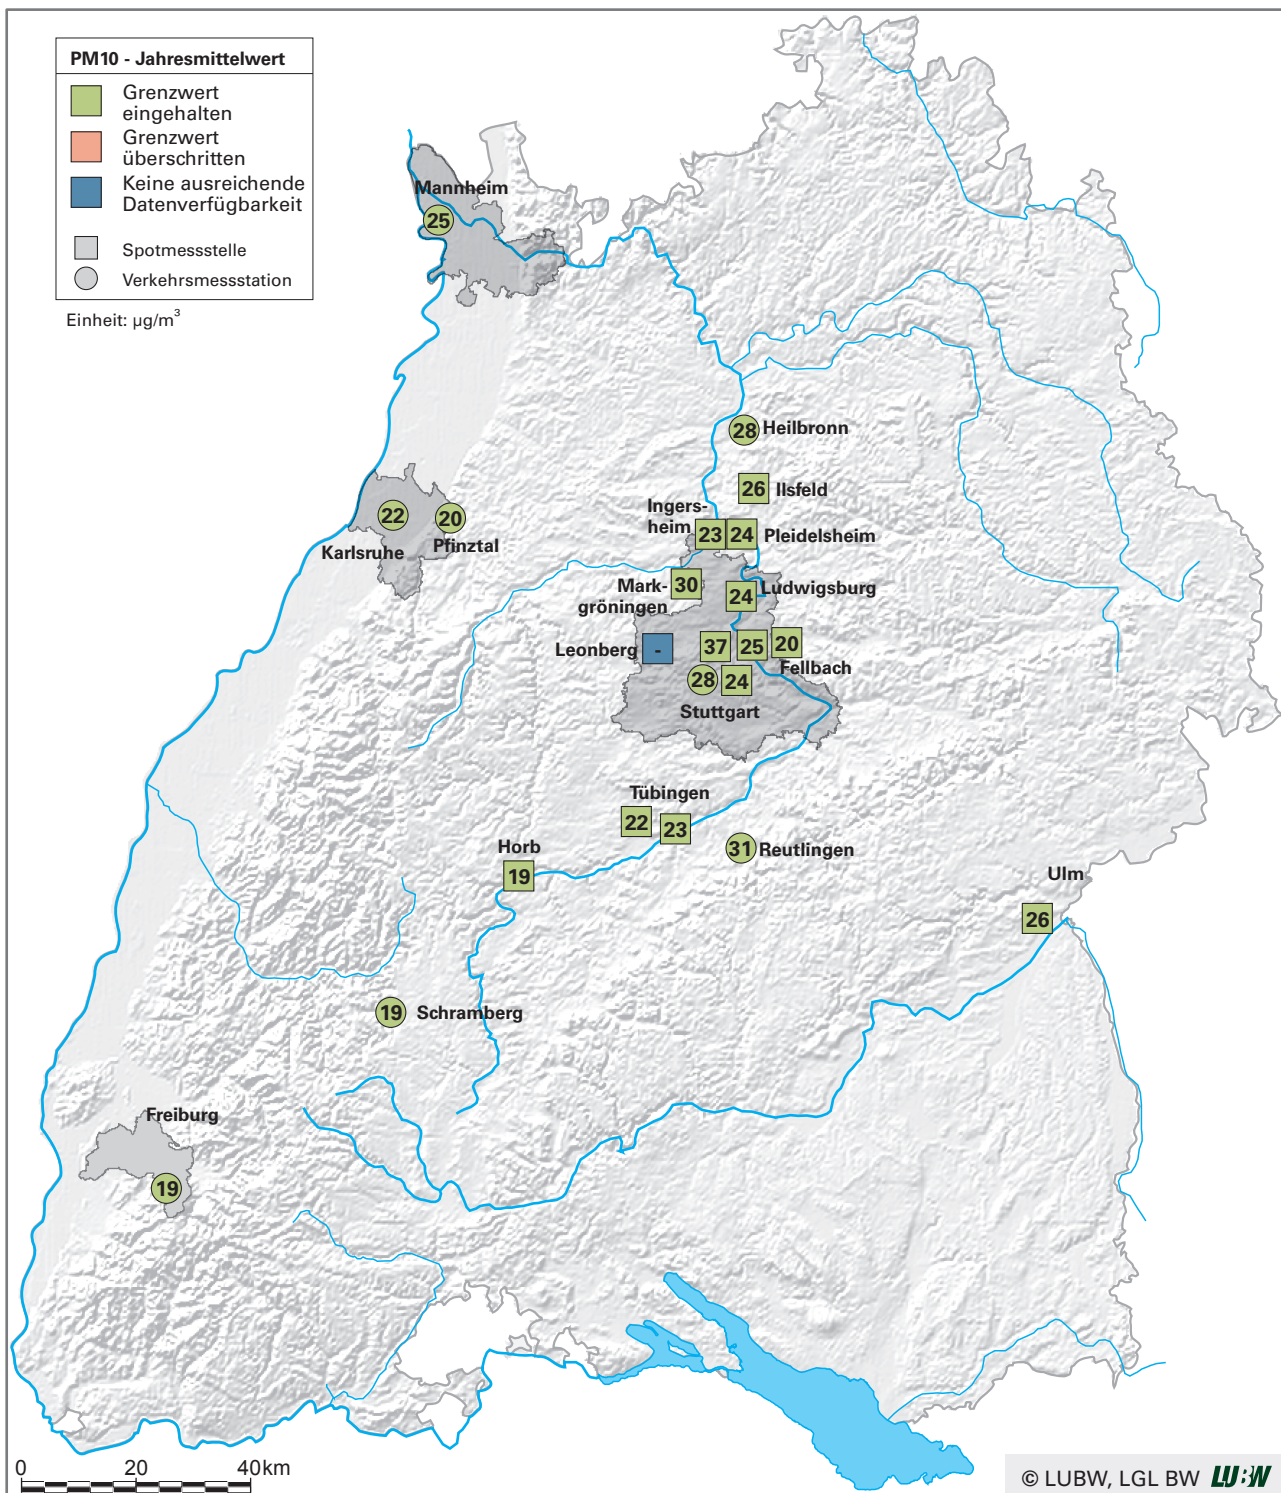 PM10 - Jahresmittelwert
Grenzwert
eingehalten
Grenzwert
überschritten
Keine ausreichende
Datenverfügbarkeit
Spotmessstelle
Verkehrsmessstation
Einheit: µg/m³
Mannheim
25
28 Heilbronn
26 Ilsfeld
Ingers-
heim
23 24 Pleidelsheim
22 20
Karlsruhe Pfinztal
Mark-
gröningen
30
24 Ludwigsburg
Leonberg -
37 25 20
Fellbach
28 24
Stuttgart
Tübingen
22 23
31 Reutlingen
Horb
19
Ulm
26
19 Schramberg
Freiburg
19
0 20 40km
© LUBW, LGL BW LUBW